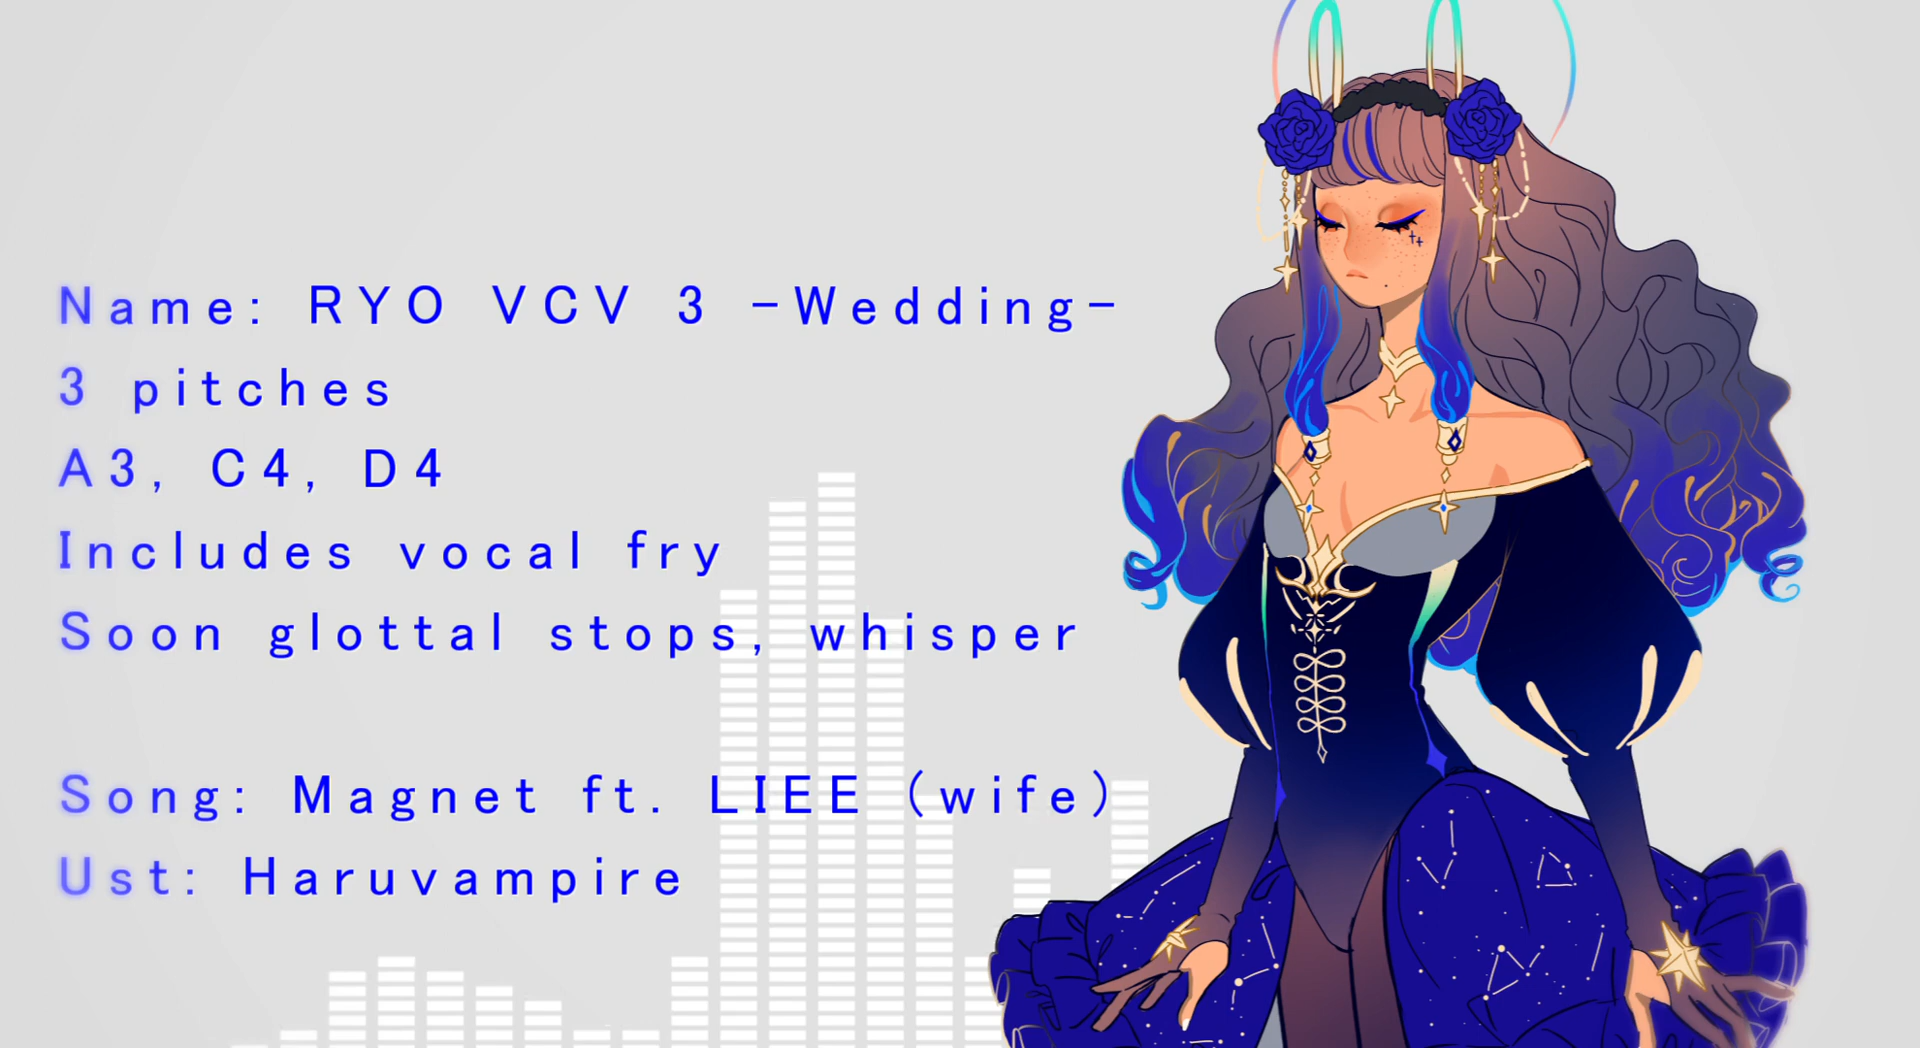 Name: RYO VCV 3 -Wedding-
3 pitches
A3, C4, D4
Includes vocal fry
Soon glottal stops, whisper
Song: Magnet ft. LIEE (wife)
Ust: Haruvampire